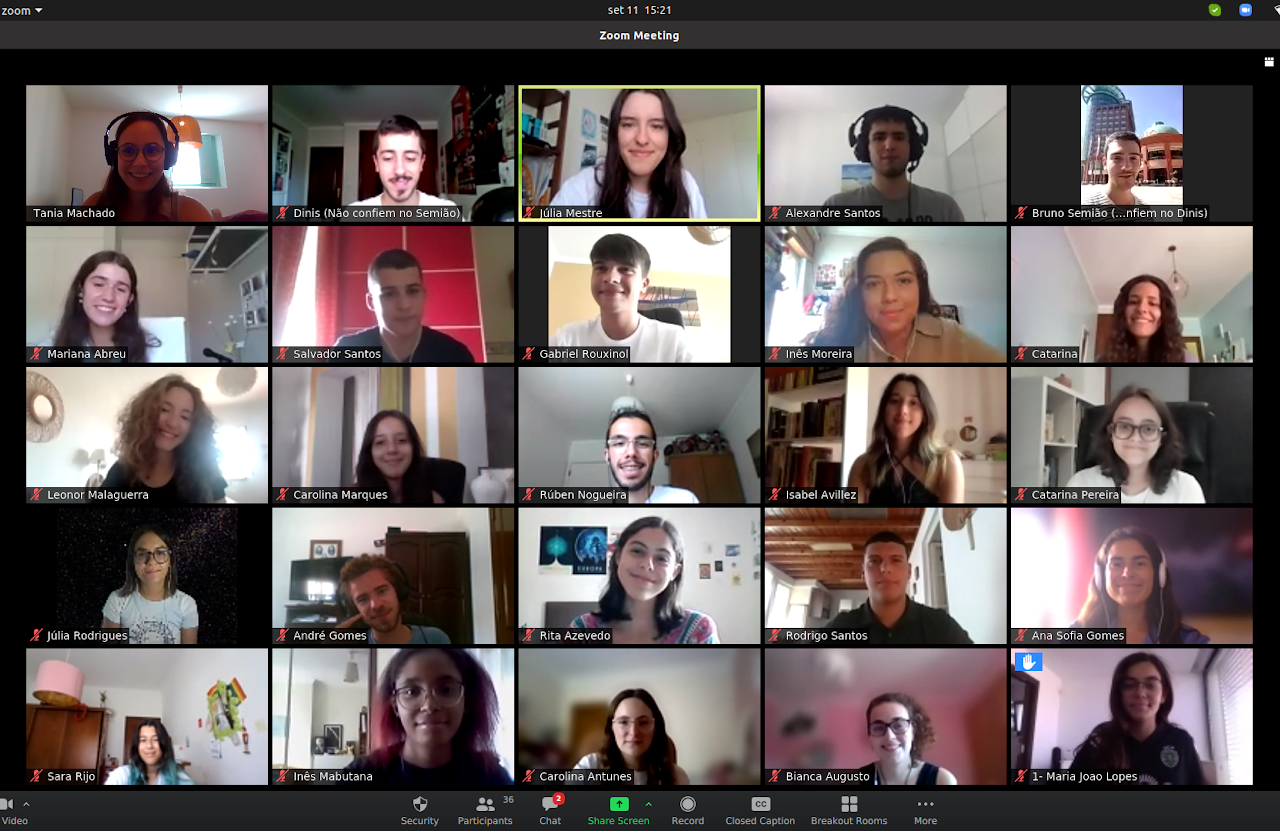 zoom
set 11 15:21
Zoom Meeting
Tania Machado
Dinis (Não confiem no Semião)
Júlia Mestre
Alexandre Santos
Bruno Semião (...nfiem no Dinis)
Mariana Abreu
Salvador Santos
Gabriel Rouxinol
Inês Moreira
Catarina
Leonor Malaguerra
Carolina Marques
Rúben Nogueira
Isabel Avillez
Catarina Pereira
EUROPA
Júlia Rodrigues
André Gomes
Rita Azevedo
Rodrigo Santos
Ana Sofia Gomes
Sara Rijo
Inês Mabutana
Carolina Antunes
Bianca Augusto
1- Maria Joao Lopes
36
2
CC
Video
Security
Participants
Chat
Share Screen
Record
Closed Caption
Breakout Rooms
More